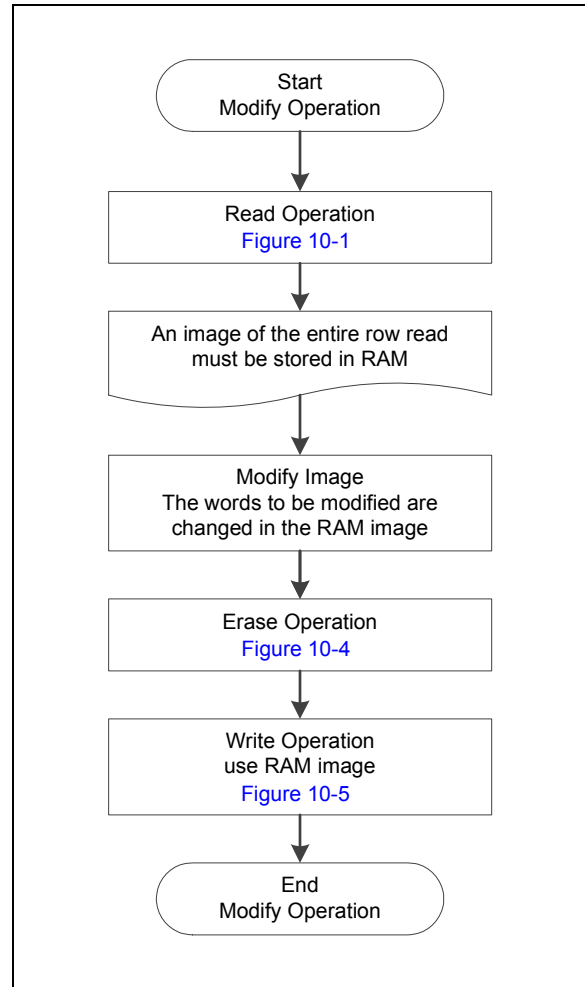 Start
Modify Operation
Read Operation
Figure 10-1
An image of the entire row read
must be stored in RAM
Modify Image
The words to be modified are
changed in the RAM image
Erase Operation
Figure 10-4
Write Operation
use RAM image
Figure 10-5
End
Modify Operation